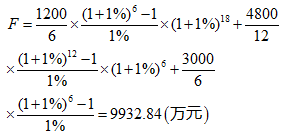 F = 1200/6 × ((1+1%)^6 −1)/1% × (1+1%)^18 + 4800/12
× ((1+1%)^12 −1)/1% × (1+1%)^6 + 3000/6
× ((1+1%)^6 −1)/1% = 9932.84(万元)